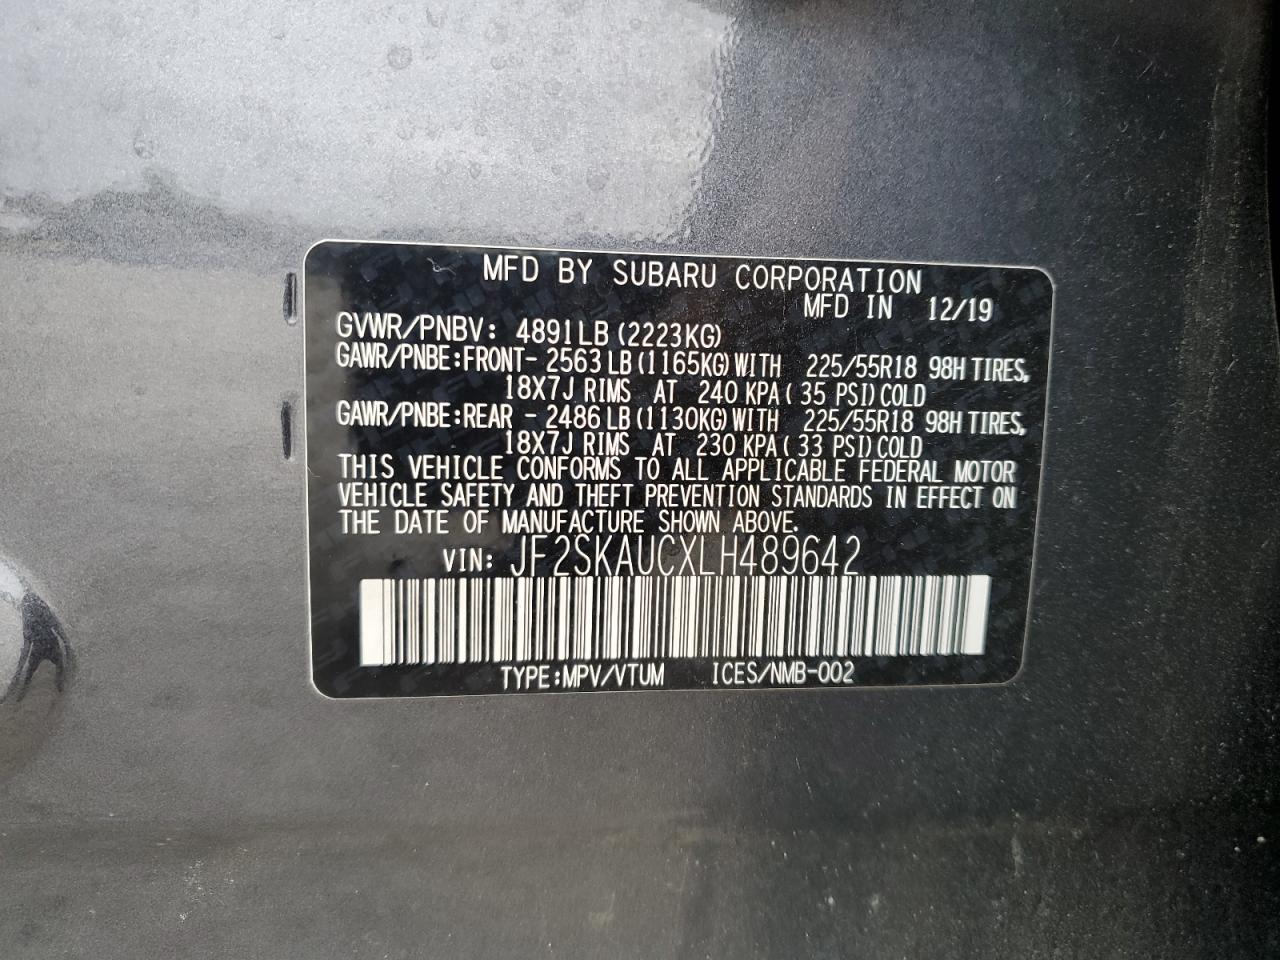 MFD BY SUBARU CORPORATION
MFD IN 12/19
GVWR/PNBV: 4891LB (2223KG)
GAWR/PNBE:FRONT- 2563LB (1165KG)WITH 225/55R18 98H TIRES,
18X7J RIMS AT 240 KPA( 35 PSI)COLD
GAWR/PNBE:REAR - 2486LB (1130KG)WITH 225/55R18 98H TIRES,
18X7J RIMS AT 230 KPA( 33 PSI)COLD
THIS VEHICLE CONFORMS TO ALL APPLICABLE FEDERAL MOTOR
VEHICLE SAFETY AND THEFT PREVENTION STANDARDS IN EFFECT ON
THE DATE OF MANUFACTURE SHOWN ABOVE.
VIN: JF2SKAUCXLH489642
TYPE:MPV/VTUM ICES/NMB-002